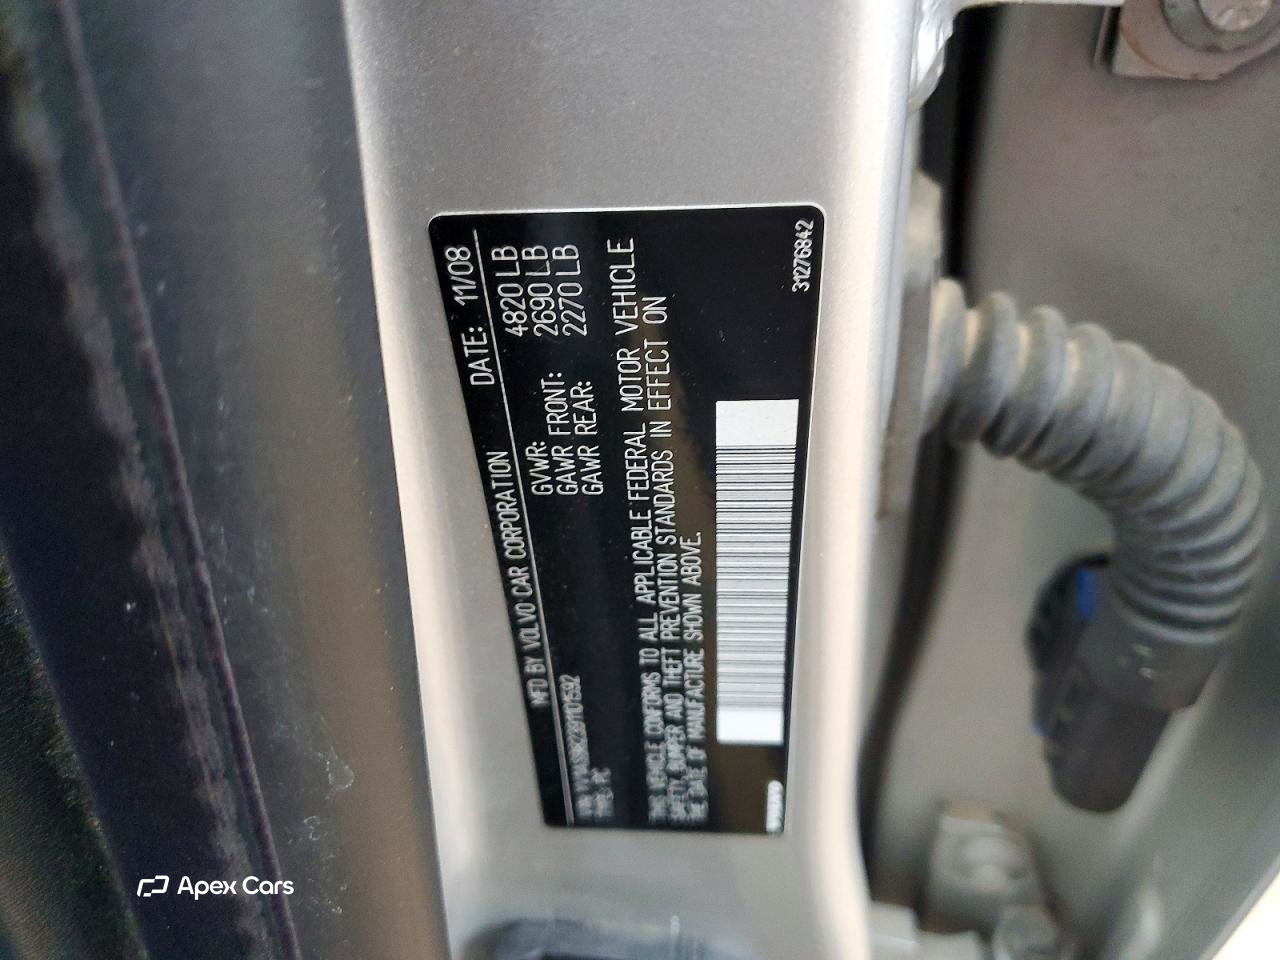 MFD BY VOLVO CAR CORPORATION DATE: 11/08
GVWR: 4820 LB
GAWR FRONT: 2690 LB
GAWR REAR: 2270 LB
TYPE: PC
THIS VEHICLE CONFORMS TO ALL APPLICABLE FEDERAL MOTOR VEHICLE
SAFETY, BUMPER AND THEFT PREVENTION STANDARDS IN EFFECT ON
THE DATE OF MANUFACTURE SHOWN ABOVE.
31276842
Apex Cars